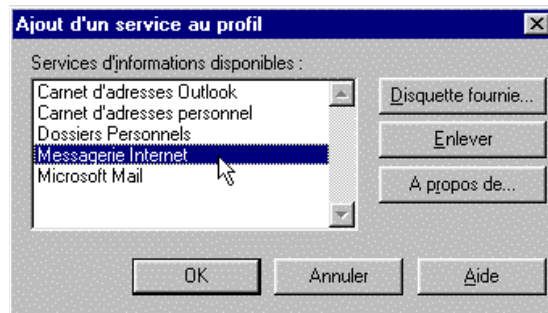 Ajout d'un service au profil
Services d'informations disponibles :
Carnet d'adresses Outlook
Carnet d'adresses personnel
Dossiers Personnels
Messagerie Internet
Microsoft Mail
Disquette fournie...
Enlever
A propos de...
OK
Annuler
Aide